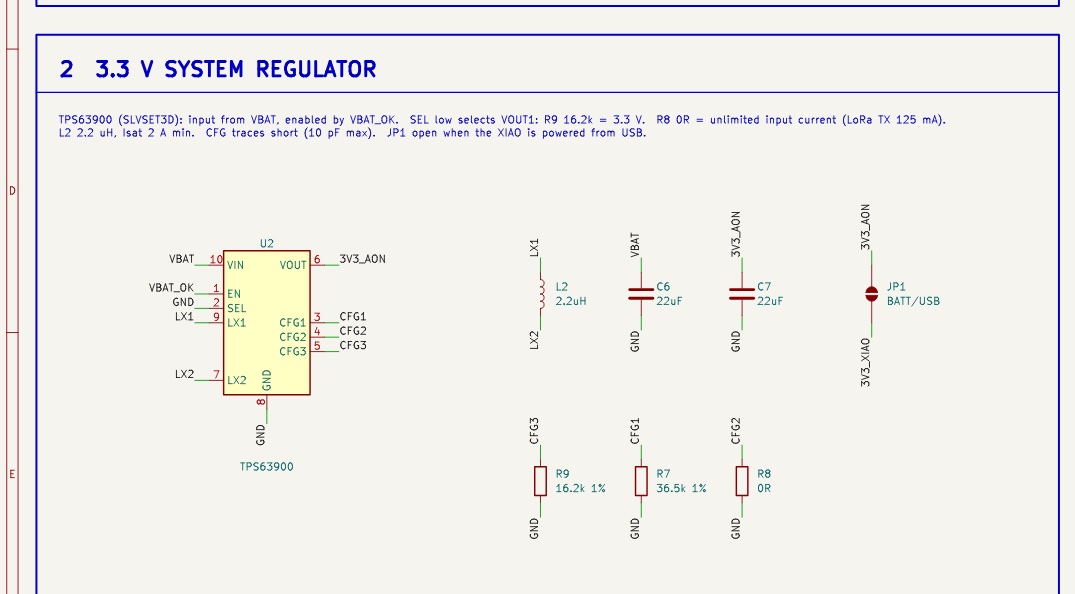 2 3.3 V SYSTEM REGULATOR
TPS63900 (SLVSET3D): input from VBAT, enabled by VBAT_OK. SEL low selects VOUT1: R9 16.2k = 3.3 V. R8 0R = unlimited input current (LoRa TX 125 mA).
L2 2.2 uH, Isat 2 A min. CFG traces short (10 pF max). JP1 open when the XIAO is powered from USB.
D
E
U2
VBAT 10 VIN
VOUT 6 3V3_AON
VBAT_OK 1 EN
GND 2 SEL
LX1 9 LX1
CFG1 3 CFG1
CFG2 4 CFG2
CFG3 5 CFG3
LX2 7 LX2
GND
8
GND
TPS63900
LX1
L2
2.2uH
LX2
VBAT
C6
22uF
GND
3V3_AON
C7
22uF
GND
3V3_AON
JP1
BATT/USB
3V3_XIAO
CFG3
R9
16.2k 1%
GND
CFG1
R7
36.5k 1%
GND
CFG2
R8
0R
GND